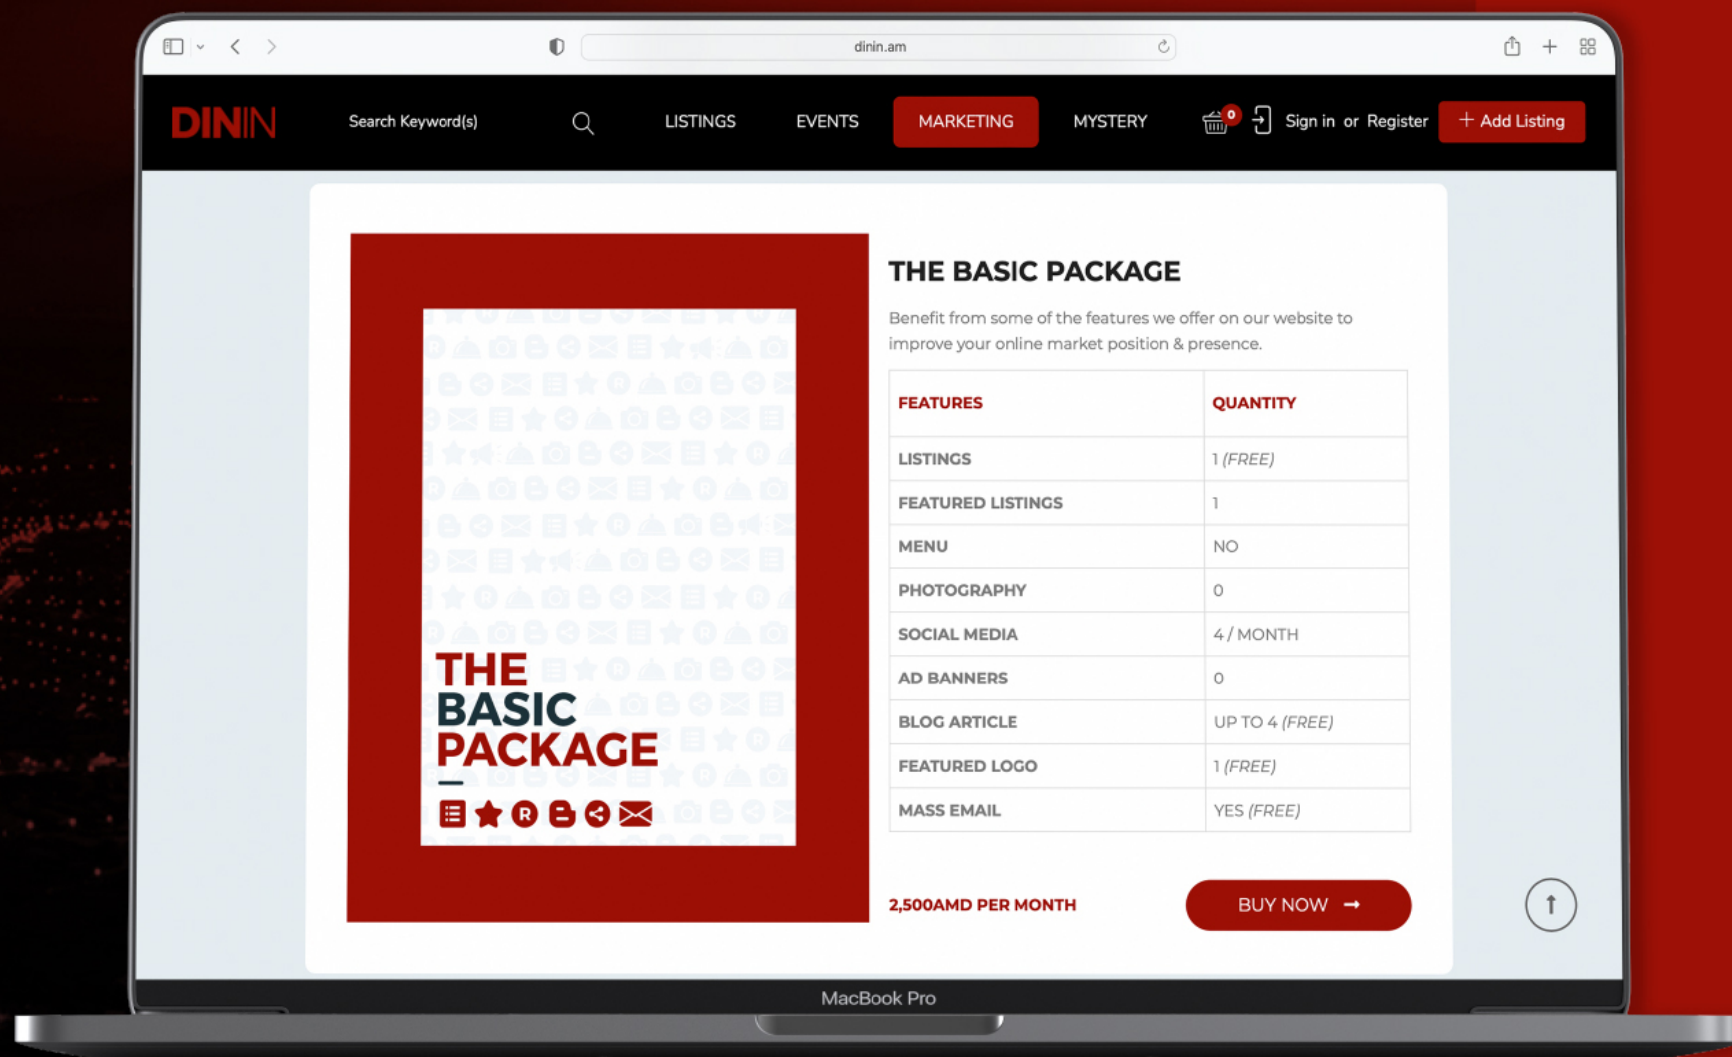 dinin.am
DININ
Search Keyword(s)
LISTINGS
EVENTS
MARKETING
MYSTERY
0
Sign in or Register
+ Add Listing
THE BASIC PACKAGE
Benefit from some of the features we offer on our website to
improve your online market position & presence.
FEATURES QUANTITY
LISTINGS 1 (FREE)
FEATURED LISTINGS 1
MENU NO
PHOTOGRAPHY 0
SOCIAL MEDIA 4 / MONTH
AD BANNERS 0
BLOG ARTICLE UP TO 4 (FREE)
FEATURED LOGO 1 (FREE)
MASS EMAIL YES (FREE)
THE
BASIC
PACKAGE
2,500AMD PER MONTH
BUY NOW
MacBook Pro